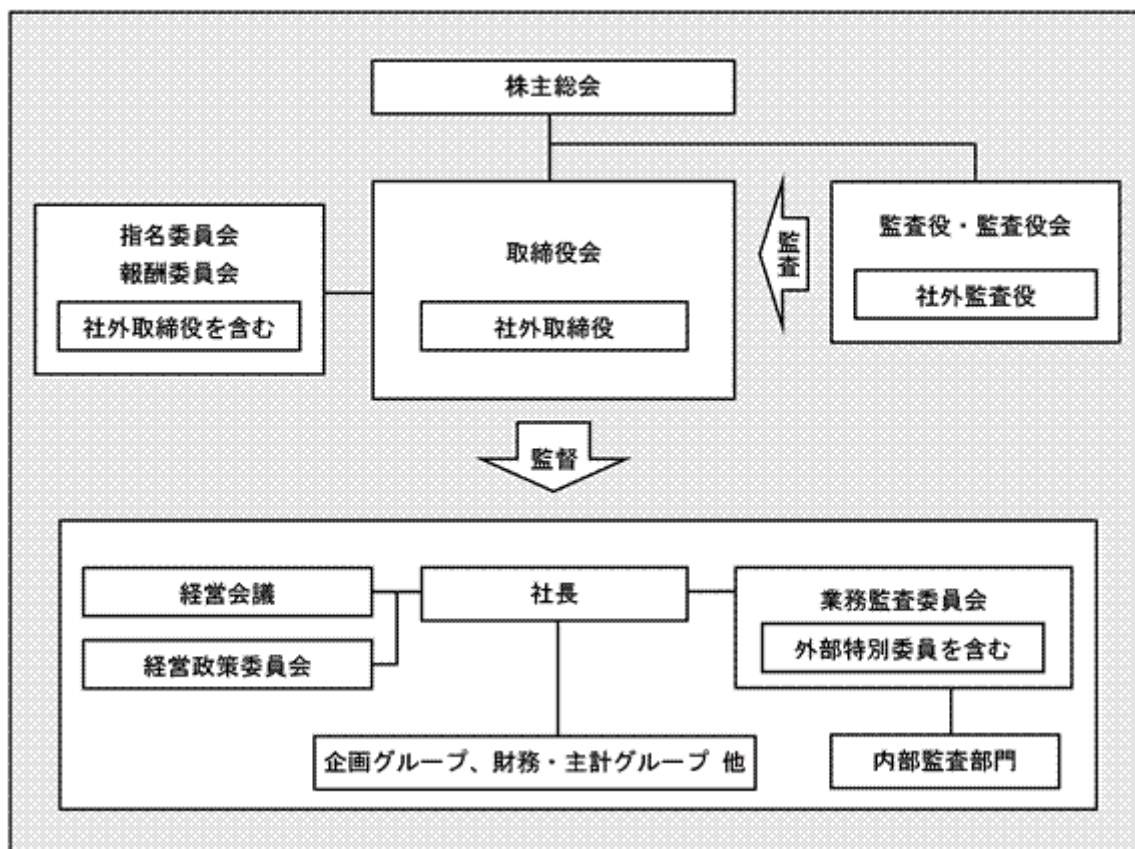 株主総会
指名委員会
報酬委員会
社外取締役を含む
取締役会
社外取締役
監査
監査役・監査役会
社外監査役
監督
経営会議
経営政策委員会
社長
業務監査委員会
外部特別委員を含む
企画グループ、財務・主計グループ 他
内部監査部門